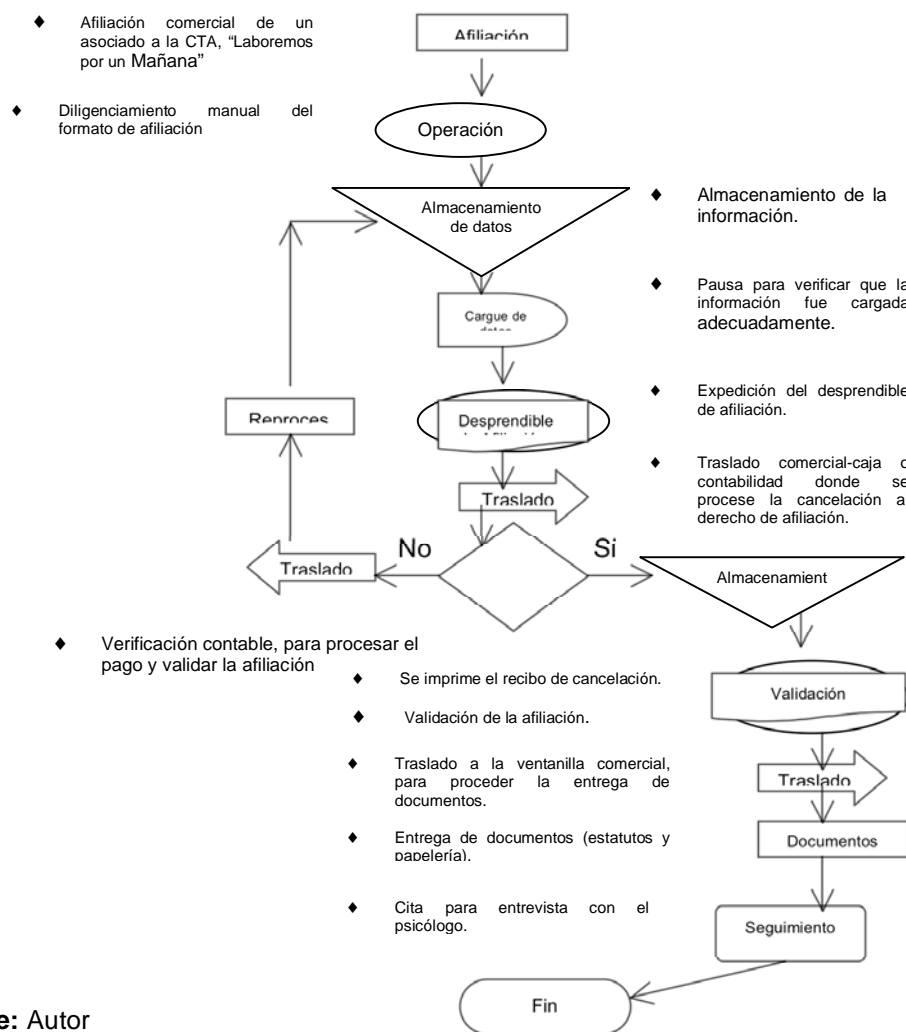 ♦ Afiliación comercial de un
asociado a la CTA, “Laboremos
por un Mañana”
Afiliación
♦ Diligenciamiento manual del
formato de afiliación
Operación
Almacenamiento
de datos
♦ Almacenamiento de la
información.
Cargue de
datos
♦ Pausa para verificar que la
información fue cargada
adecuadamente.
Reproces
Desprendible
♦ Expedición del desprendible
de afiliación.
Traslado
♦ Traslado comercial-caja o
contabilidad donde se
procese la cancelación al
derecho de afiliación.
No
Si
Traslado
Almacenamient
♦ Verificación contable, para procesar el
pago y validar la afiliación
♦ Se imprime el recibo de cancelación.
Validación
♦ Validación de la afiliación.
♦ Traslado a la ventanilla comercial,
para proceder la entrega de
documentos.
Traslado
♦ Entrega de documentos (estatutos y
papelería).
Documentos
♦ Cita para entrevista con el
psicólogo.
Seguimiento
Fin
e: Autor